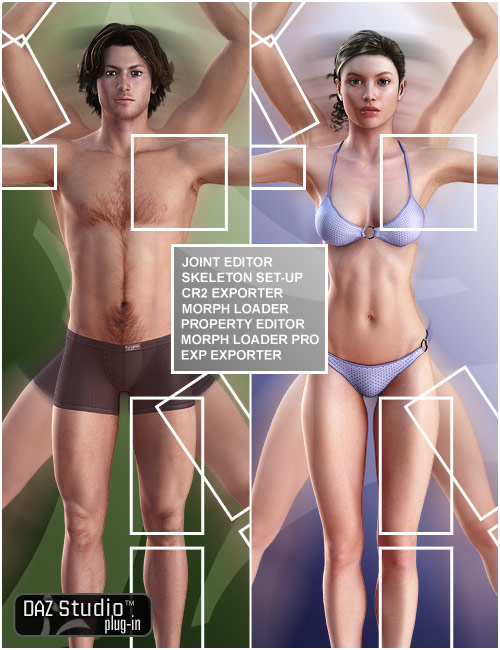 JOINT EDITOR
SKELETON SET-UP
CR2 EXPORTER
MORPH LOADER
PROPERTY EDITOR
MORPH LOADER PRO
EXP EXPORTER
DAZ Studio™
plug-in